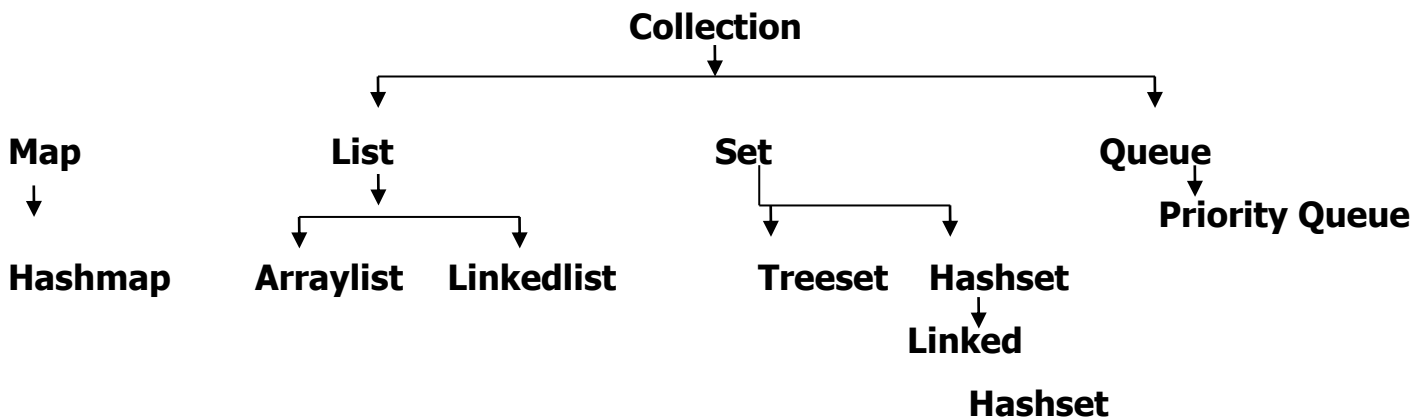 Collection
Map List Set Queue
Priority Queue
Hashmap Arraylist Linkedlist Treeset Hashset
Linked
Hashset